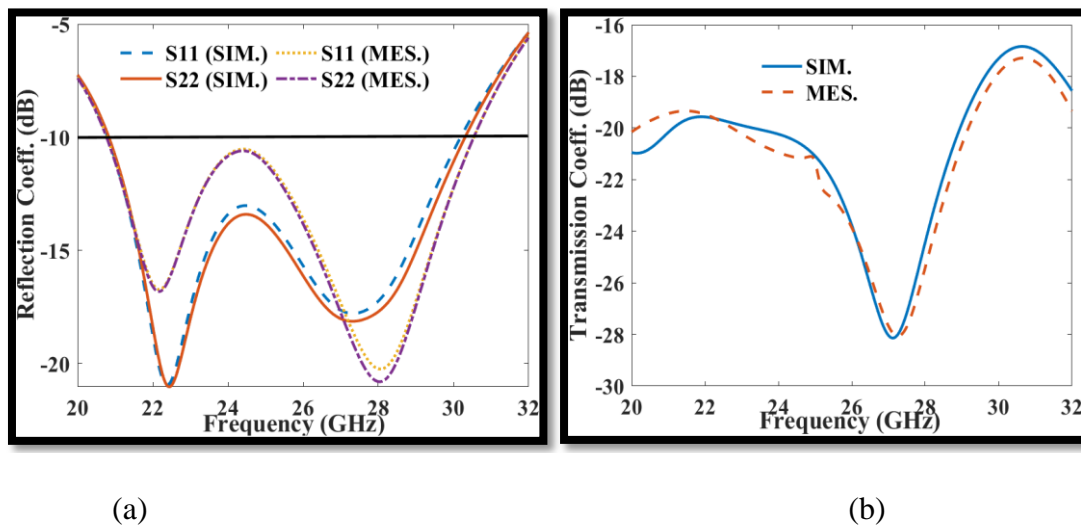 -5
-10
-15
-20
Reflection Coeff. (dB)
S11 (SIM.) S11 (MES.)
S22 (SIM.) S22 (MES.)
20 22 24 26 28 30 32
Frequency (GHz)
-16
-18
-20
-22
-24
-26
-28
-30
Transmission Coeff. (dB)
SIM.
MES.
20 22 24 26 28 30 32
Frequency (GHz)
(a) (b)